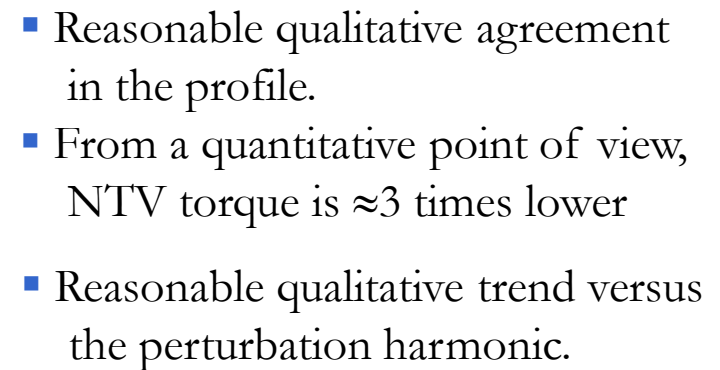 ▪ Reasonable qualitative agreement
in the profile.
▪ From a quantitative point of view,
NTV torque is ≈3 times lower
▪ Reasonable qualitative trend versus
the perturbation harmonic.